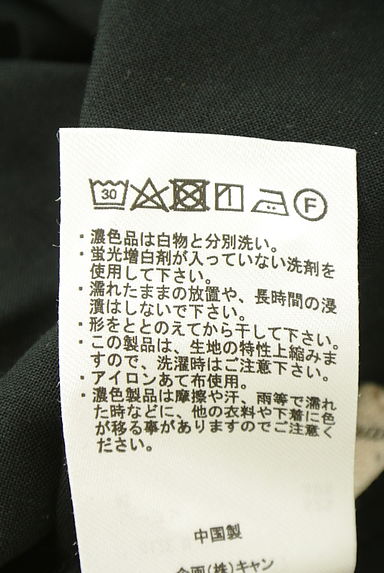 30 F
・濃色品は白物と分別洗い。
・蛍光増白剤が入っていない洗剤を
使用して下さい。
・濡れたままの放置や、長時間の浸
漬はしないで下さい。
・形をととのえてから干して下さい。
・この製品は、生地の特性上縮みま
すので、洗濯時はご注意下さい。
・アイロンあて布使用。
・濃色製品は摩擦や汗、雨等で濡れ
た時などに、他の衣料や下着に色
が移る事がありますのでご注意く
ださい。
中国製
企画(株)キャン